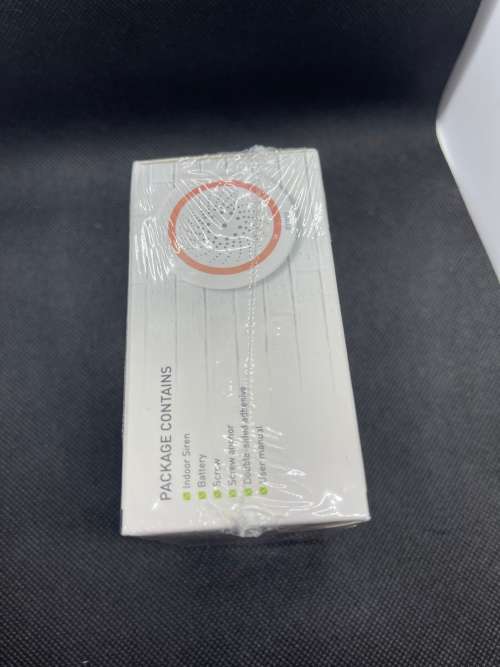 PACKAGE CONTAINS
Indoor Siren
Battery
Screw
Screw anchor
Double-sided adhesive
User manual